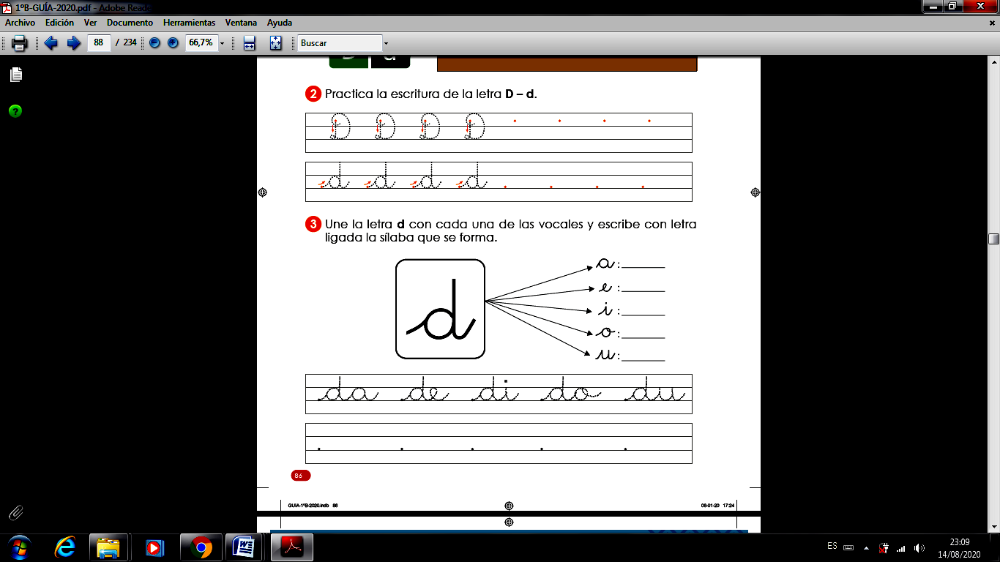 1ºB-GUÍA-2020.pdf - Adobe Reader
Archivo Edición Ver Documento Herramientas Ventana Ayuda
88 / 234 66,7% Buscar
2 Practica la escritura de la letra D – d.
D D D D
d d d d
3 Une la letra d con cada una de las vocales y escribe con letra
ligada la sílaba que se forma.
d
a :
e :
i :
o :
u :
da de di do du
86
GUIA-1ºB-2020.indb 86 08-01-20 17:24
ES 23:09
14/08/2020